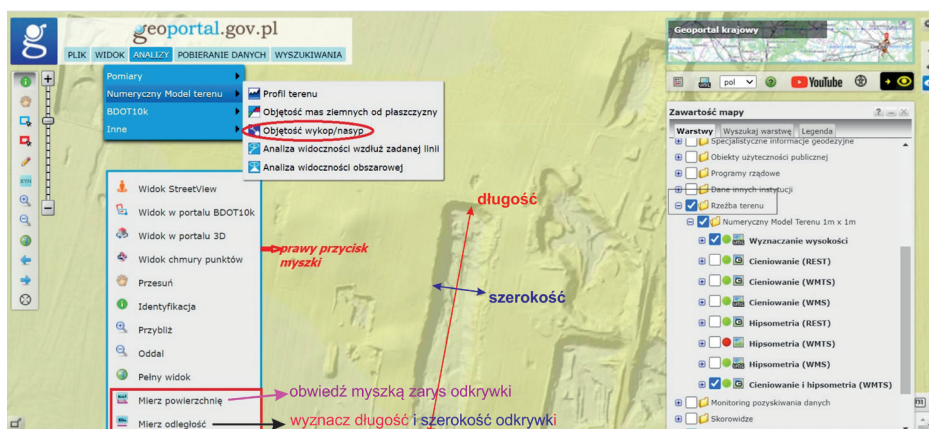 geoportal.gov.pl
PLIK WIDOK ANALIZY POBIERANIE DANYCH WYSZUKIWANIA
Pomiary
Numeryczny Model terenu
BDOT10k
Inne
Profil terenu
Objętość mas ziemnych od płaszczyzny
Objętość wykop/nasyp
Analiza widoczności wzdłuż zadanej linii
Analiza widoczności obszarowej
Widok StreetView
Widok w portalu BDOT10k
Widok w portalu 3D
Widok chmury punktów
Przesuń
Identyfikacja
Przybliż
Oddal
Pełny widok
Mierz powierzchnię
Mierz odległość
prawy przycisk
myszki
długość
szerokość
obwiedź myszką zarys odkrywki
wyznacz długość i szerokość odkrywki
Geoportal krajowy
pol
YouTube
Zawartość mapy
Warstwy Wyszukaj warstwę Legenda
Specjalistyczne informacje geodezyjne
Obiekty użyteczności publicznej
Programy rządowe
Dane innych instytucji
Rzeźba terenu
Numeryczny Model Terenu 1m x 1m
Wyznaczanie wysokości
Cieniowanie (REST)
Cieniowanie (WMTS)
Cieniowanie (WMS)
Hipsometria (REST)
Hipsometria (WMTS)
Hipsometria (WMS)
Cieniowanie i hipsometria (WMTS)
Monitoring pozyskiwania danych
Skorowidze